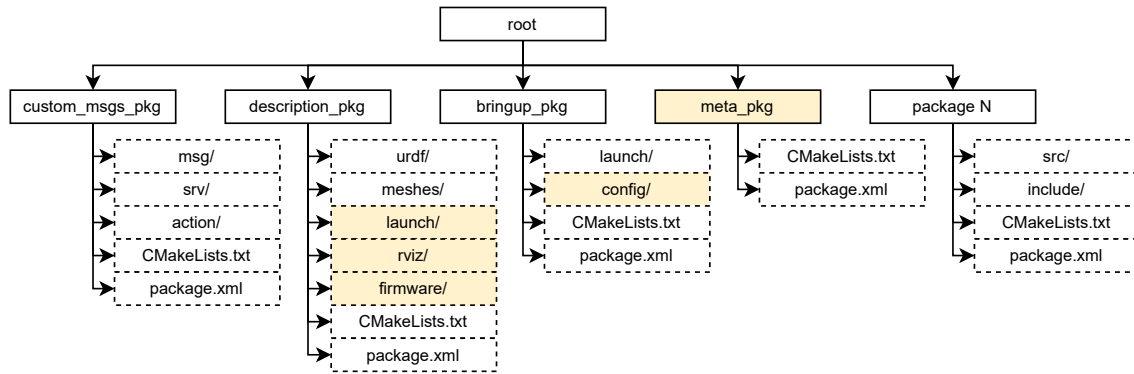 root
custom_msgs_pkg
msg/
srv/
action/
CMakeLists.txt
package.xml
description_pkg
urdf/
meshes/
launch/
rviz/
firmware/
CMakeLists.txt
package.xml
bringup_pkg
launch/
config/
CMakeLists.txt
package.xml
meta_pkg
CMakeLists.txt
package.xml
package N
src/
include/
CMakeLists.txt
package.xml